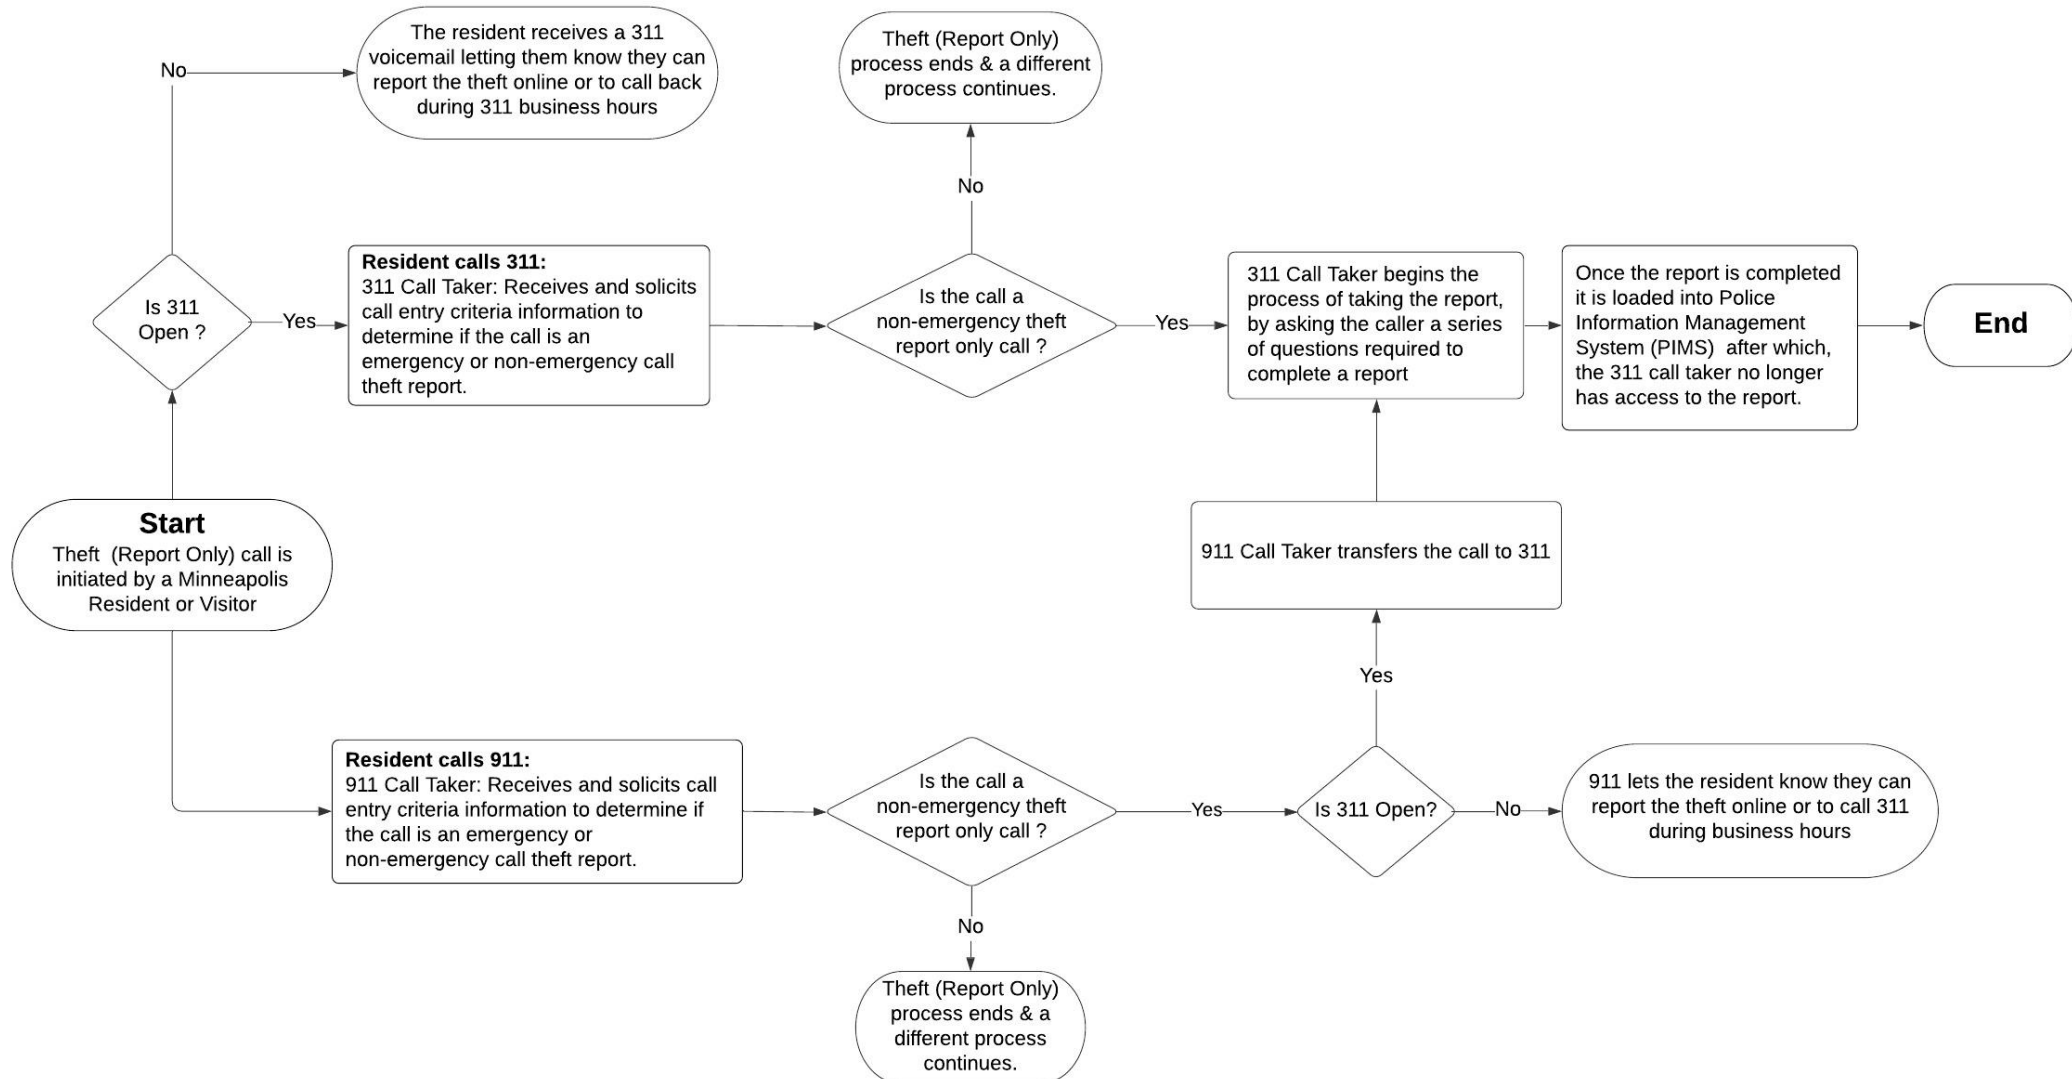 The resident receives a 311
voicemail letting them know they can
report the theft online or to call back
during 311 business hours
No
Theft (Report Only)
process ends & a different
process continues.
No
Is 311
Open ?
Yes
Resident calls 311:
311 Call Taker: Receives and solicits
call entry criteria information to
determine if the call is an
emergency or non-emergency call
theft report.
Is the call a
non-emergency theft
report only call ?
Yes
311 Call Taker begins the
process of taking the report,
by asking the caller a series
of questions required to
complete a report
Once the report is completed
it is loaded into Police
Information Management
System (PIMS) after which,
the 311 call taker no longer
has access to the report.
End
Start
Theft (Report Only) call is
initiated by a Minneapolis
Resident or Visitor
911 Call Taker transfers the call to 311
Yes
Resident calls 911:
911 Call Taker: Receives and solicits call
entry criteria information to determine if
the call is an emergency or
non-emergency call theft report.
Is the call a
non-emergency theft
report only call ?
Yes
Is 311 Open?
No
911 lets the resident know they can
report the theft online or to call 311
during business hours
No
Theft (Report Only)
process ends & a
different process
continues.